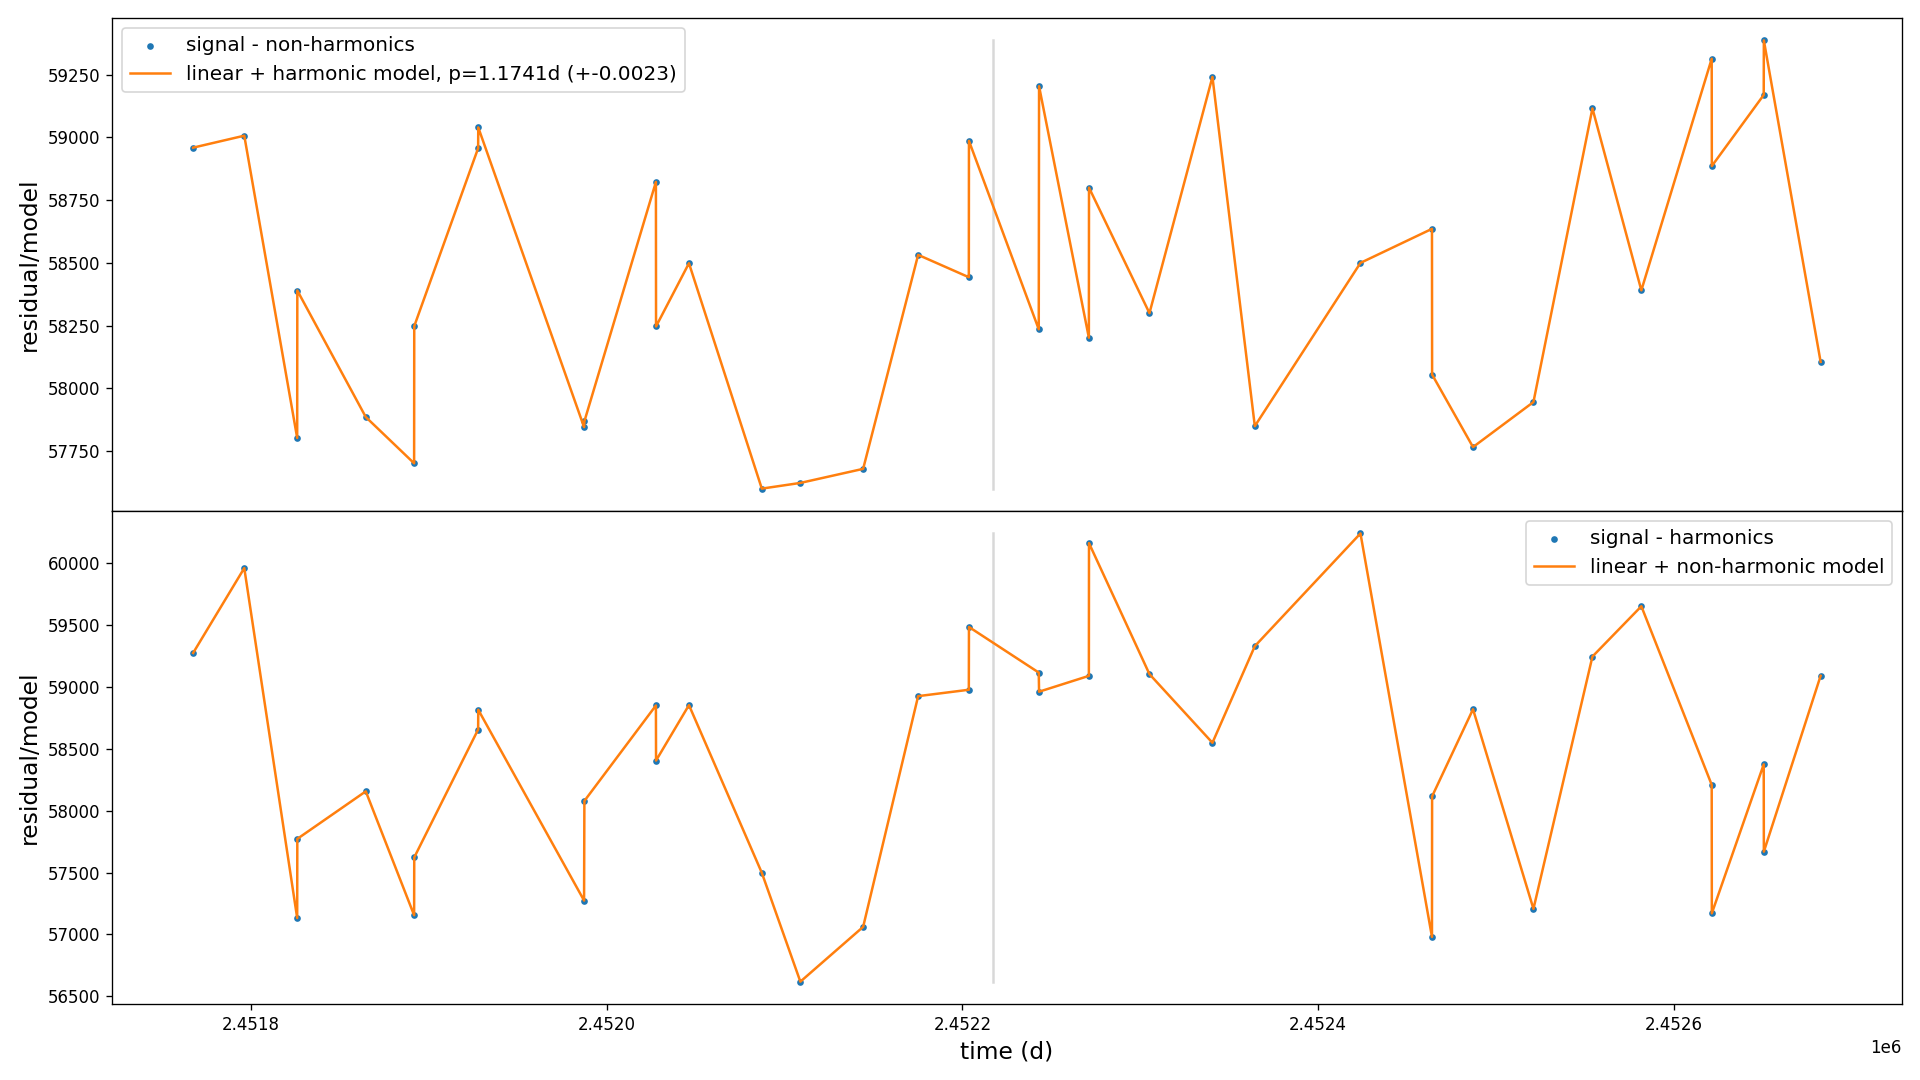 signal - non-harmonics
linear + harmonic model, p=1.1741d (+-0.0023)
residual/model
59250
59000
58750
58500
58250
58000
57750
signal - harmonics
linear + non-harmonic model
residual/model
60000
59500
59000
58500
58000
57500
57000
56500
2.4518 2.4520 2.4522 2.4524 2.4526
time (d)
1e6